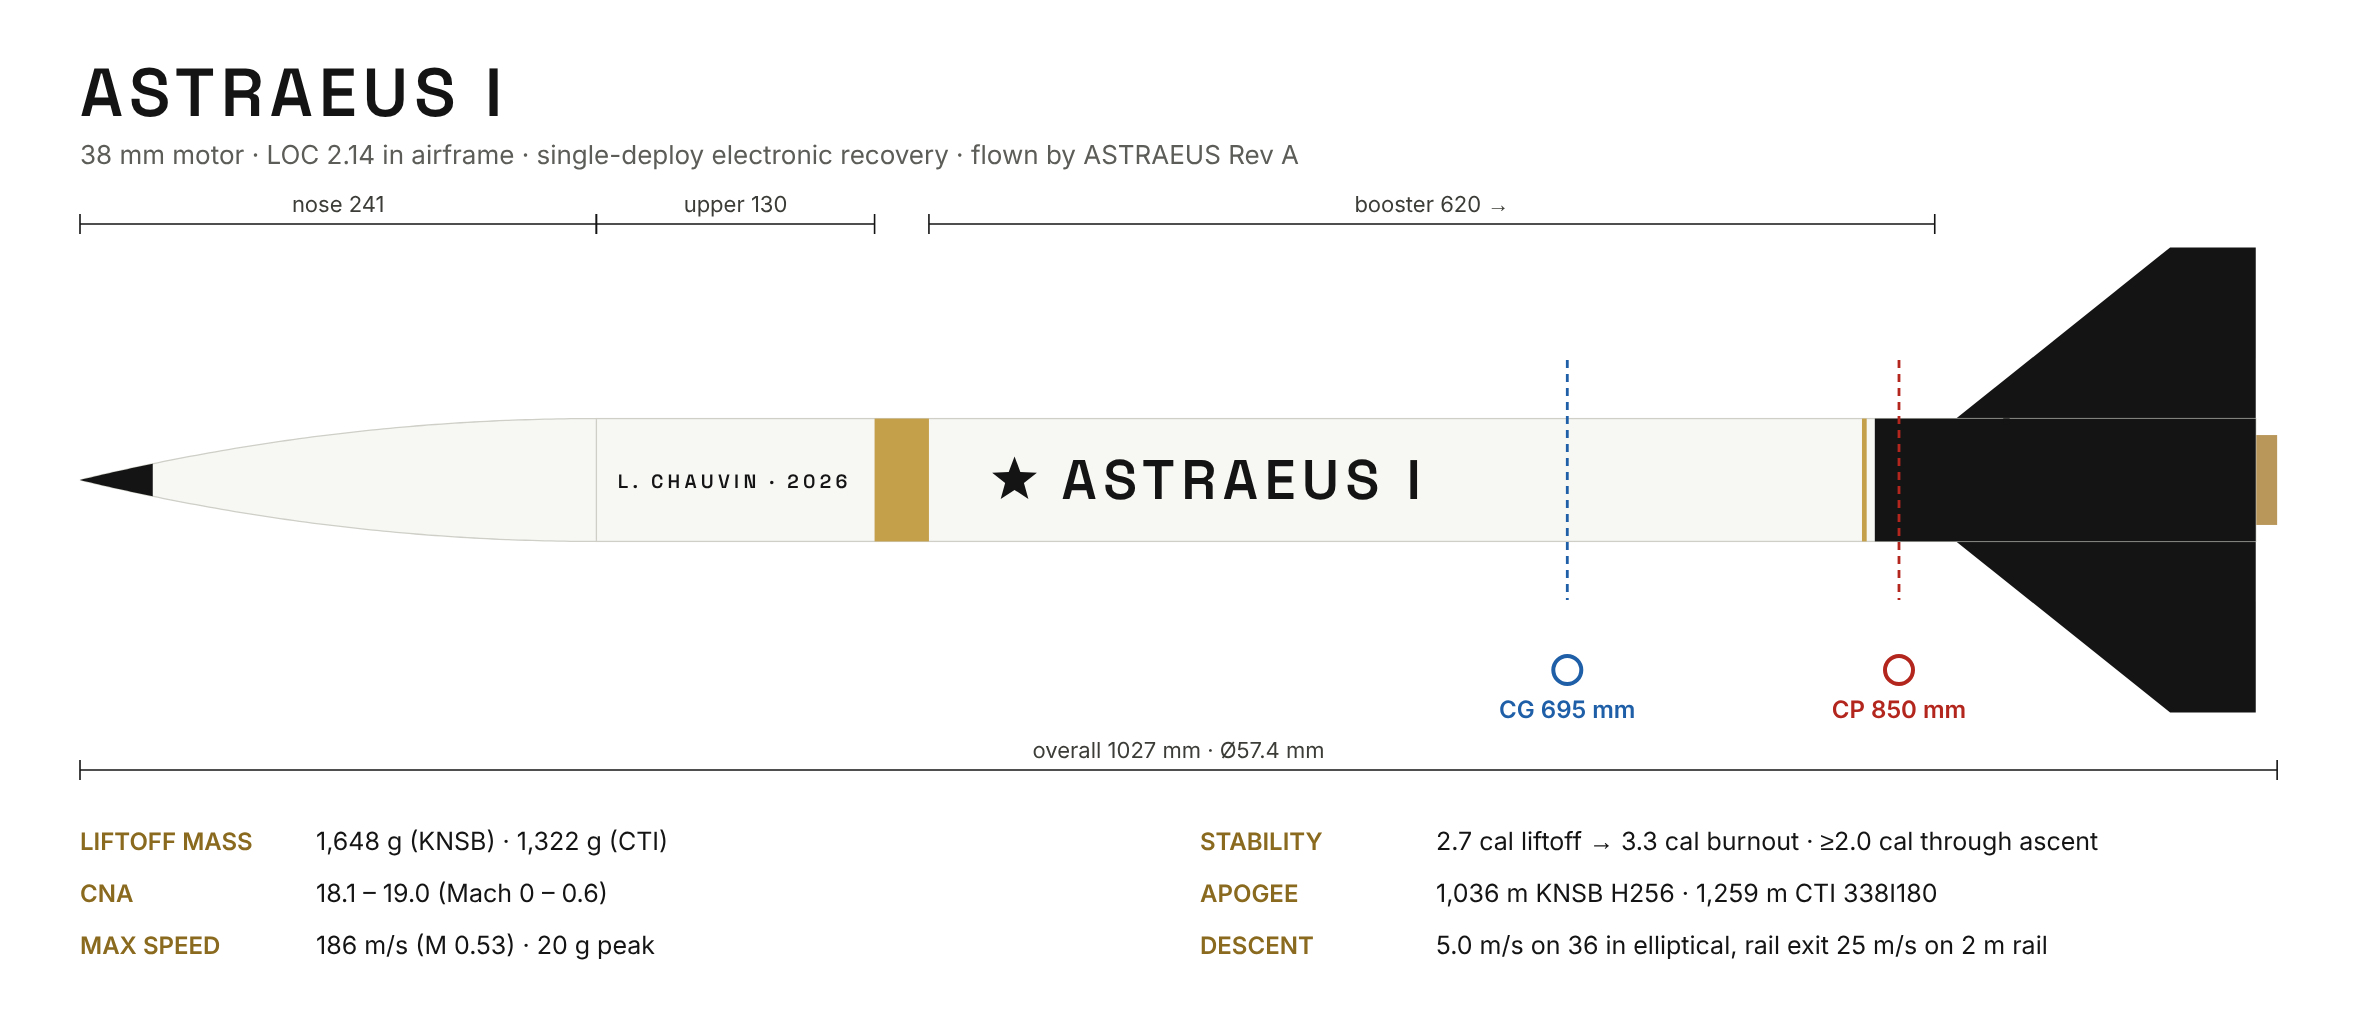 ASTRAEUS I
38 mm motor · LOC 2.14 in airframe · single-deploy electronic recovery · flown by ASTRAEUS Rev A
nose 241
upper 130
booster 620 →
L. CHAUVIN · 2026
★ ASTRAEUS I
CG 695 mm
CP 850 mm
overall 1027 mm · Ø57.4 mm
LIFTOFF MASS 1,648 g (KNSB) · 1,322 g (CTI)
CNA 18.1 – 19.0 (Mach 0 – 0.6)
MAX SPEED 186 m/s (M 0.53) · 20 g peak
STABILITY 2.7 cal liftoff → 3.3 cal burnout · ≥2.0 cal through ascent
APOGEE 1,036 m KNSB H256 · 1,259 m CTI 338I180
DESCENT 5.0 m/s on 36 in elliptical, rail exit 25 m/s on 2 m rail